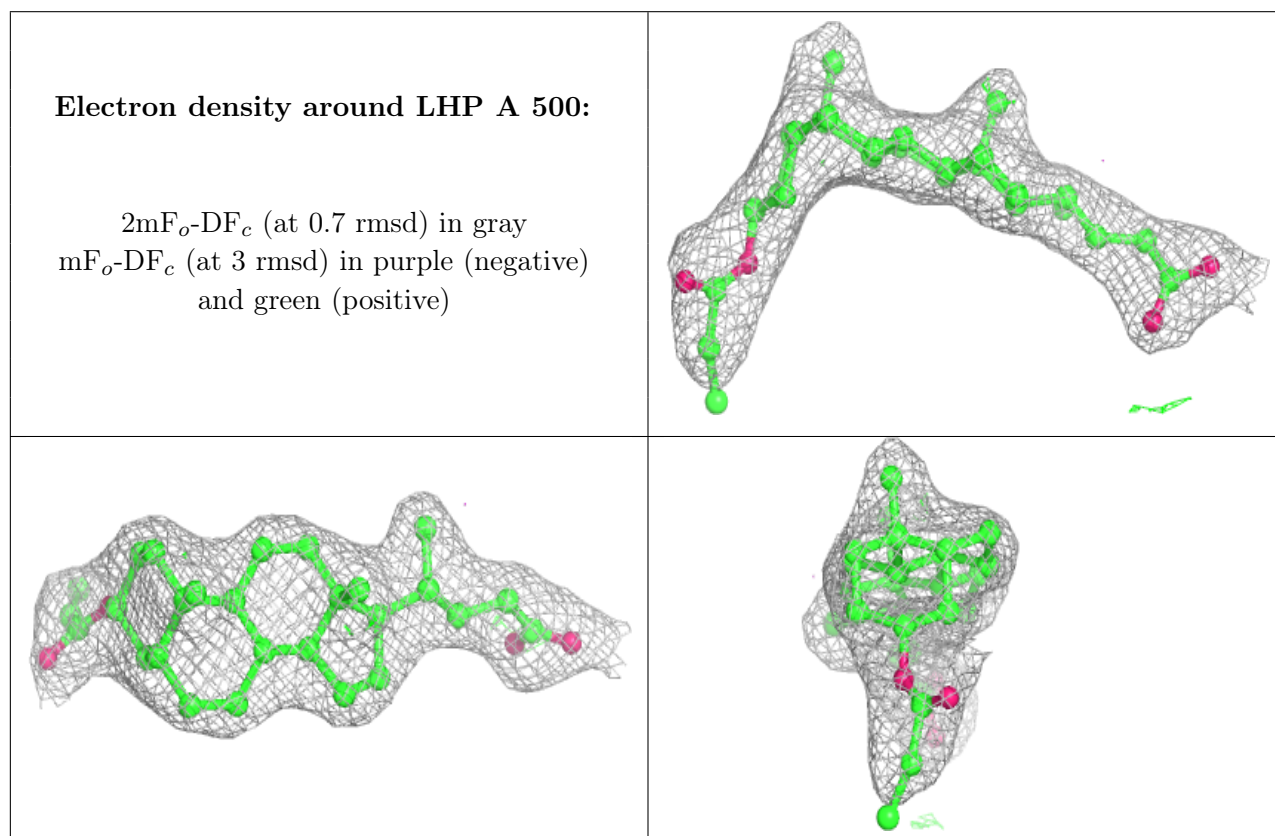 Electron density around LHP A 500:
2mFo-DFc (at 0.7 rmsd) in gray
mFo-DFc (at 3 rmsd) in purple (negative)
and green (positive)